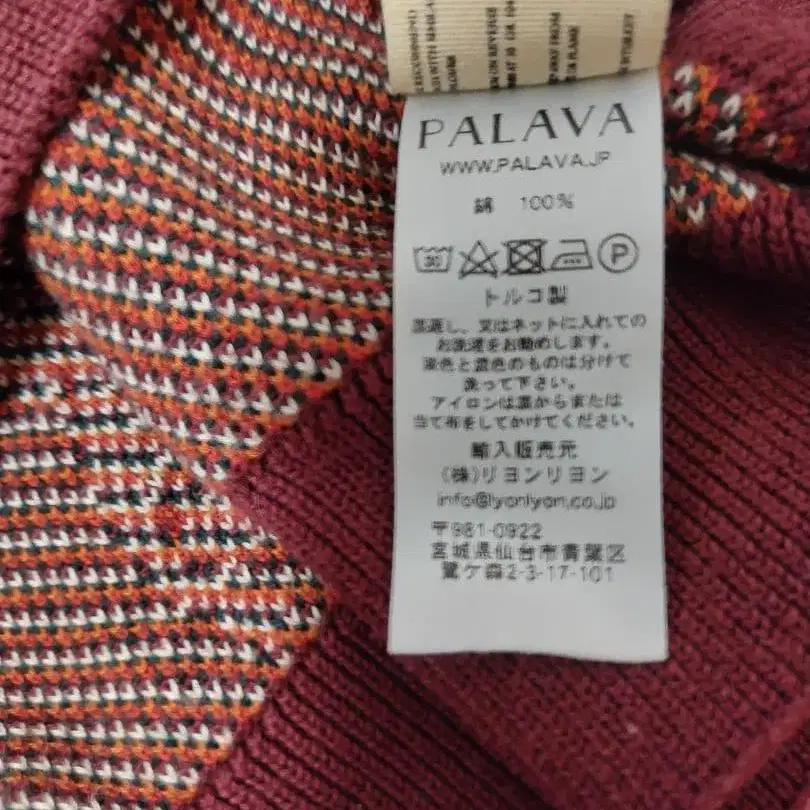 PALAVA
WWW.PALAVA.JP
綿 100%
30
P
トルコ製
裏返し、又はネットに入れての
お洗濯をお勧めします。
淡色と濃色のものは分けて
洗って下さい。
アイロンは裏からまたは
当て布をしてかけてください。
輸入販売元
(株)リヨンリヨン
info@lyonlyon.co.jp
〒981-0922
宮城県仙台市青葉区
鷺ケ森2-3-17-101